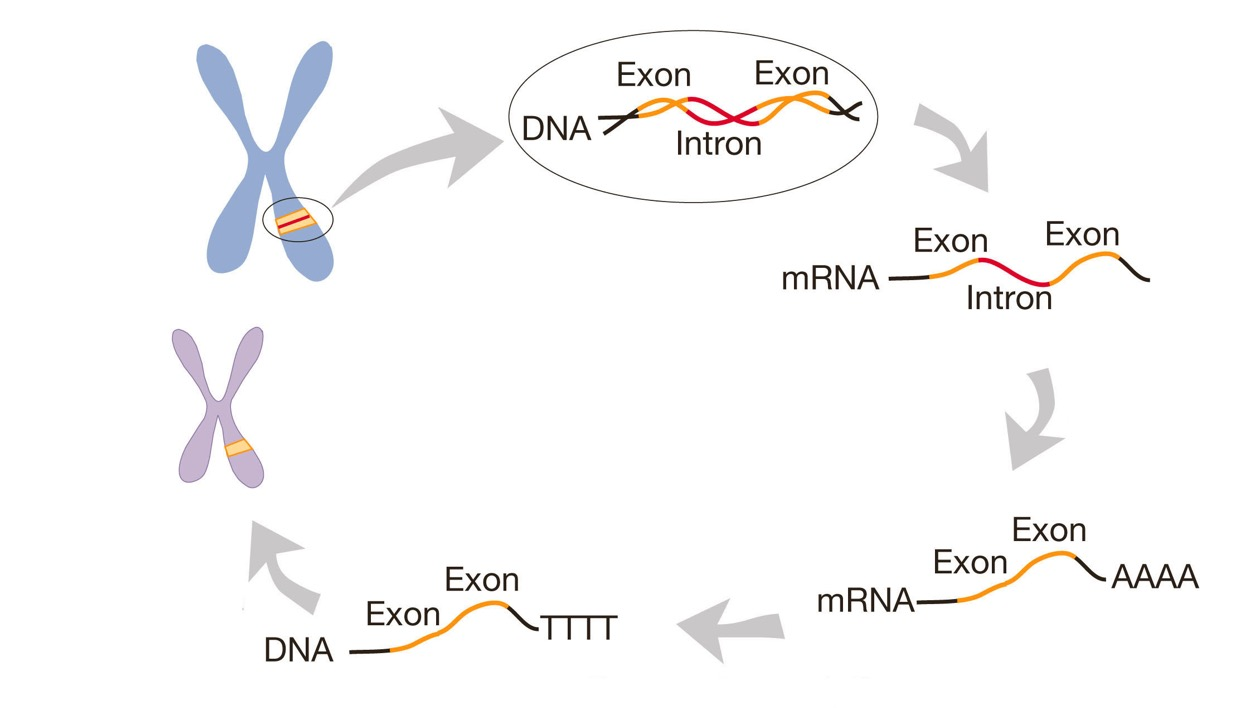 Exon Exon
DNA
Intron
Exon Exon
mRNA
Intron
Exon
Exon
mRNA AAAA
Exon
Exon
DNA TTTT